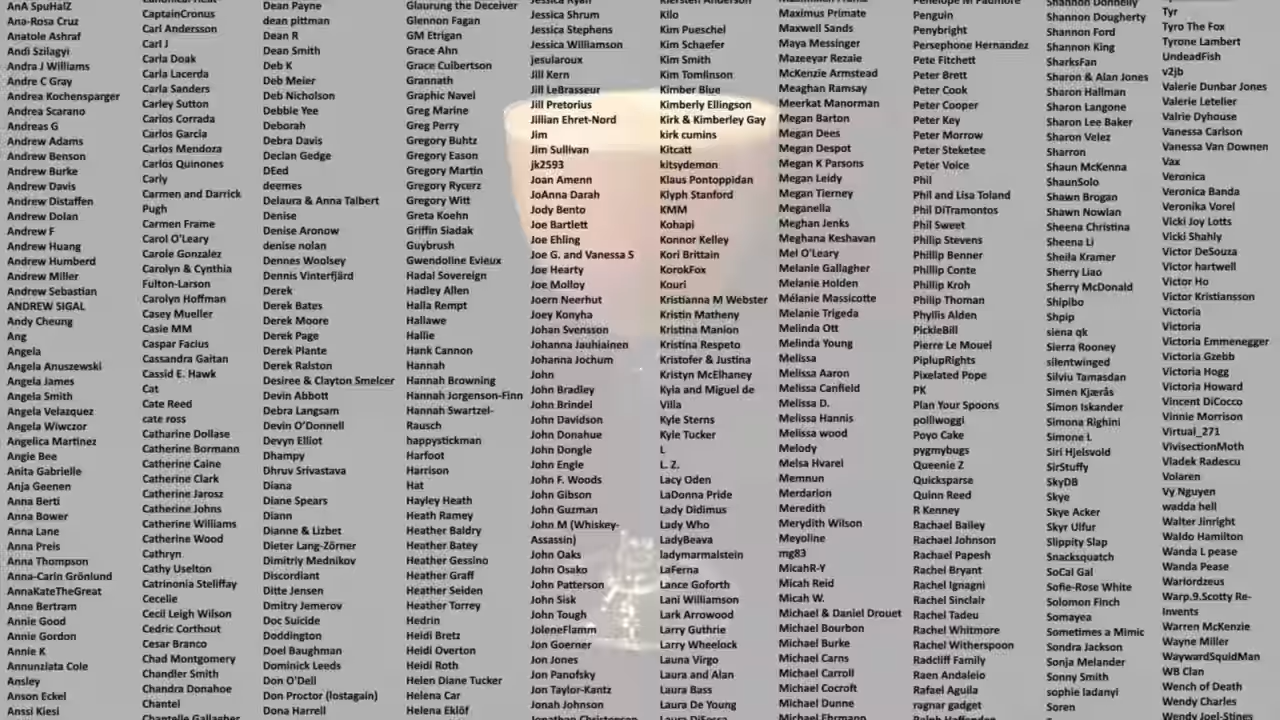 AnA SpuHalZ
Ana-Rosa Cruz
Anatole Ashraf
Andi Szilagyi
Andra J Williams
Andre C Gray
Andrea Kochensparger
Andrea Scarano
Andreas G
Andrew Adams
Andrew Benson
Andrew Burke
Andrew Davis
Andrew Distaffen
Andrew Dolan
Andrew F
Andrew Huang
Andrew Humberd
Andrew Miller
Andrew Sebastian
ANDREW SIGAL
Andy Cheung
Ang
Angela
Angela Anuszewski
Angela James
Angela Smith
Angela Velazquez
Angela Wiwczor
Angelica Martinez
Angie Bee
Anita Gabrielle
Anja Geenen
Anna Berti
Anna Bower
Anna Lane
Anna Preis
Anna Thompson
Anna-Carin Grönlund
AnnaKateTheGreat
Anne Bertram
Annie Good
Annie Gordon
Annie K
Annunziata Cole
Ansley
Anson Eckel
Anssi Kiesi
CaptainCronus
Carl Andersson
Carl J
Carla Doak
Carla Lacerda
Carla Sanders
Carley Sutton
Carlos Corrada
Carlos Garcia
Carlos Mendoza
Carlos Quinones
Carly
Carmen and Darrick
Pugh
Carmen Frame
Carol O'Leary
Carole Gonzalez
Carolyn & Cynthia
Fulton-Larson
Carolyn Hoffman
Casey Mueller
Casie MM
Caspar Facius
Cassandra Gaitan
Cassid E. Hawk
Cat
Cate Reed
cate ross
Catharine Dollase
Catherine Bormann
Catherine Caine
Catherine Clark
Catherine Jarosz
Catherine Johns
Catherine Williams
Catherine Wood
Cathryn
Cathy Uselton
Catrinonia Steliffay
Cecelie
Cecil Leigh Wilson
Cedric Corthout
Cesar Branco
Chad Montgomery
Chandler Smith
Chandra Donahoe
Chantel
Chantelle Gallagher
Dean Payne
dean pittman
Dean R
Dean Smith
Deb K
Deb Meier
Deb Nicholson
Debbie Yee
Deborah
Debra Davis
Declan Gedge
DEed
deemes
Delaura & Anna Talbert
Denise
Denise Aronow
denise nolan
Dennes Woolsey
Dennis Vinterfjärd
Derek
Derek Bates
Derek Moore
Derek Page
Derek Plante
Derek Ralston
Desiree & Clayton Smelcer
Devin Abbott
Debra Langsam
Devin O'Donnell
Devyn Elliot
Dhampy
Dhruv Srivastava
Diana
Diane Spears
Diann
Dianne & Lizbet
Dieter Lang-Zörner
Dimitriy Mednikov
Discordiant
Ditte Jensen
Dmitry Jemerov
Doc Suicide
Doddington
Doel Baughman
Dominick Leeds
Don O'Dell
Don Proctor (lostagain)
Dona Harrell
Glaurung the Deceiver
Glennon Fagan
GM Etrigan
Grace Ahn
Grace Culbertson
Grannath
Graphic Navel
Greg Marine
Greg Perry
Gregory Buhtz
Gregory Eason
Gregory Martin
Gregory Rycerz
Gregory Witt
Greta Koehn
Griffin Siadak
Guybrush
Gwendoline Evieux
Hadal Sovereign
Hadley Allen
Halla Rempt
Hallawe
Hallie
Hank Cannon
Hannah
Hannah Browning
Hannah Jorgenson-Finn
Hannah Swartzel-
Rausch
happystickman
Harfoot
Harrison
Hat
Hayley Heath
Heath Ramey
Heather Baldry
Heather Batey
Heather Gessino
Heather Graff
Heather Seiden
Heather Torrey
Hedrin
Heidi Bretz
Heidi Overton
Heidi Roth
Helen Diane Tucker
Helena Car
Helena Eklöf
Jessica Ryan
Jessica Shrum
Jessica Stephens
Jessica Williamson
jesularoux
Jill Kern
Jill LeBrasseur
Jill Pretorius
Jillian Ehret-Nord
Jim
Jim Sullivan
jk2593
Joan Amenn
JoAnna Darah
Jody Bento
Joe Bartlett
Joe Ehling
Joe G. and Vanessa S
Joe Hearty
Joe Molloy
Joern Neerhut
Joey Konyha
Johan Svensson
Johanna Jauhiainen
Johanna Jochum
John
John Bradley
John Brindel
John Davidson
John Donahue
John Dongle
John Engle
John F. Woods
John Gibson
John Guzman
John M (Whiskey-
Assassin)
John Oaks
John Osako
John Patterson
John Sisk
John Tough
JoleneFlamm
Jon Goerner
Jon Jones
Jon Panofsky
Jon Taylor-Kantz
Jonah Johnson
Jonathan Christensen
Kiersten Anderson
Kilo
Kim Pueschel
Kim Schaefer
Kim Smith
Kim Tomlinson
Kimber Blue
Kimberly Ellingson
Kirk & Kimberley Gay
kirk cumins
Kitcatt
kitsydemon
Klaus Pontoppidan
Klyph Stanford
KMM
Kohapi
Konnor Kelley
Kori Brittain
KorokFox
Kouri
Kristianna M Webster
Kristin Matheny
Kristina Manion
Kristina Respeto
Kristofer & Justina
Kristyn McElhaney
Kyla and Miguel de
Villa
Kyle Sterns
Kyle Tucker
L
L. Z.
Lacy Oden
LaDonna Pride
Lady Didimus
Lady Who
LadyBeava
ladymarmalstein
LaFerna
Lance Goforth
Lani Williamson
Lark Arrowood
Larry Guthrie
Larry Wheelock
Launa Virgo
Laura and Alan
Laura Bass
Laura De Young
Laura DiFossa
Maximus Primate
Maxwell Sands
Maya Messinger
Mazeeyar Rezaie
McKenzie Armstead
Meaghan Ramsay
Meerkat Manorman
Megan Barton
Megan Dees
Megan Despot
Megan K Parsons
Megan Leidy
Megan Tierney
Meganella
Meghan Jenks
Meghana Keshavan
Mel O'Leary
Melanie Gallagher
Melanie Holden
Mélanie Massicotte
Melanie Trigeda
Melinda Ott
Melinda Young
Melissa
Melissa Aaron
Melissa Canfield
Melissa D.
Melissa Hannis
Melissa wood
Melody
Melsa Hvarel
Memnun
Merdarion
Meredith
Merydith Wilson
Meyoline
mg83
MicahR-Y
Micah Reid
Micah W.
Michael & Daniel Drouet
Michael Bourbon
Michael Burke
Michael Carns
Michael Carroll
Michael Cocroft
Michael Dunne
Michael Ehrmann
Penelope M Padmore
Penguin
Penybright
Persephone Hernandez
Pete Fitchett
Peter Brett
Peter Cook
Peter Cooper
Peter Key
Peter Morrow
Peter Steketee
Peter Voice
Phil
Phil and Lisa Toland
Phil DiTramontos
Phil Sweet
Philip Stevens
Phillip Benner
Phillip Conte
Phillip Kroh
Philip Thoman
Phyllis Alden
PickleBill
Pierre Le Mouel
PiplupRights
Pixelated Pope
PK
Plan Your Spoons
polliwoggi
Poyo Cake
pygmybugs
Queenie Z
Quicksparse
Quinn Reed
R Kenney
Rachael Bailey
Rachael Johnson
Rachael Papesh
Rachel Bryant
Rachel Ignagni
Rachel Sinclair
Rachel Tadeu
Rachel Whitmore
Rachel Witherspoon
Radcliff Family
Raen Andaleio
Rafael Aguila
ragnar gadget
Shannon Donnelly
Shannon Dougherty
Shannon Ford
Shannon King
SharksFan
Sharon & Alan Jones
Sharon Hallman
Sharon Langone
Sharon Lee Baker
Sharon Velez
Sharron
Shaun McKenna
ShaunSolo
Shawn Brogan
Shawn Nowlan
Sheena Christina
Sheena Li
Sheila Kramer
Sherry Liao
Sherry McDonald
Shipibo
Shpip
siena qk
Sierra Rooney
silentwinged
Silviu Tamasdan
Simen Kjærås
Simon Iskander
Simona Righini
Simone L
Siri Hjelsvold
SirStuffy
SkyDB
Skye
Skye Acker
Skyr Ulfur
Slippity Slap
Snacksquatch
SoCal Gal
Sofie-Rose White
Solomon Finch
Somayea
Sometimes a Mimic
Sondra Jackson
Sonja Melander
Sonny Smith
sophie ladanyi
Soren
Tyr
Tyro The Fox
Tyrone Lambert
UndeadFish
v2jb
Valerie Dunbar Jones
Valerie Letelier
Valrie Dyhouse
Vanessa Carlson
Vanessa Van Downen
Vax
Veronica
Veronica Banda
Veronika Vorel
Vicki Joy Lotts
Vicki Shahly
Victor DeSouza
Victor hartwell
Victor Ho
Victor Kristiansson
Victoria
Victoria
Victoria Emmenegger
Victoria Gzebb
Victoria Hogg
Victoria Howard
Vincent DiCocco
Vinnie Morrison
Virtual_271
VivisectionMoth
Vladek Radescu
Volaren
Vy Nguyen
wadda hell
Walter Jinright
Waldo Hamilton
Wanda L pease
Wanda Pease
Warlordzeus
Warp.9.Scotty Re-
Invents
Warren McKenzie
Wayne Miller
WaywardSquidMan
WB Clan
Wench of Death
Wendy Charles
Wendy Joel-Stines